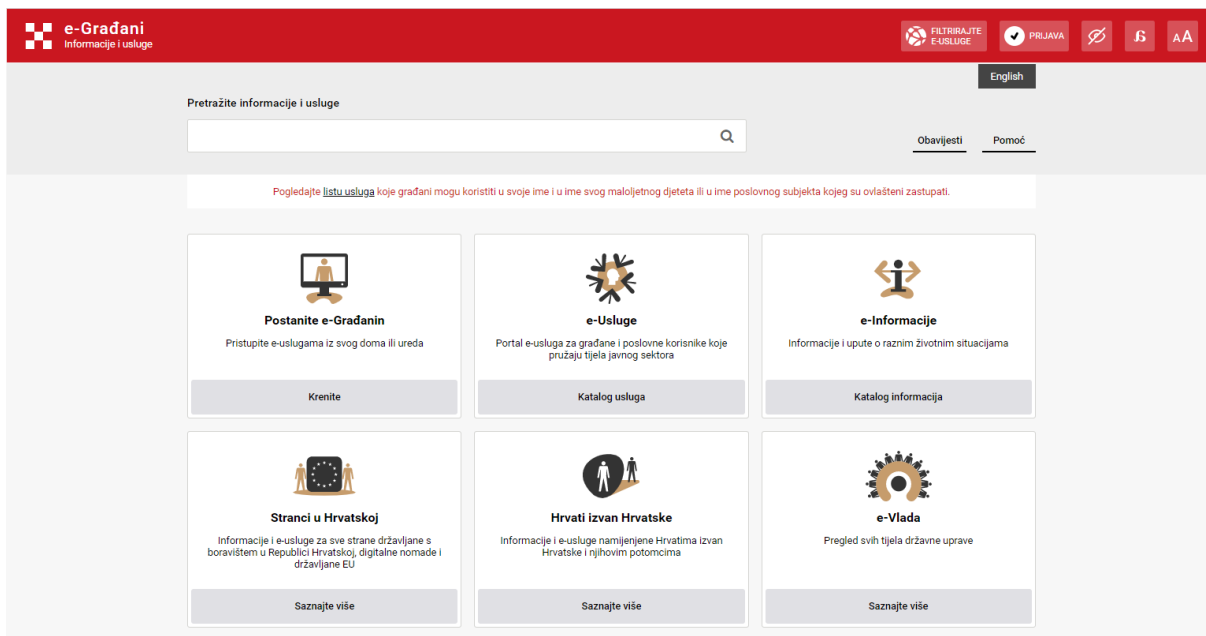 e-Građani
Informacije i usluge
FILTRIRAJTE
E-USLUGE
PRIJAVA
AA
English
Pretražite informacije i usluge
Obavijesti
Pomoć
Pogledajte listu usluga koje građani mogu koristiti u svoje ime i u ime svog maloljetnog djeteta ili u ime poslovnog subjekta kojeg su ovlašteni zastupati.
Postanite e-Građanin
Pristupite e-uslugama iz svog doma ili ureda
Krenite
e-Usluge
Portal e-usluga za građane i poslovne korisnike koje
pružaju tijela javnog sektora
Katalog usluga
e-Informacije
Informacije i upute o raznim životnim situacijama
Katalog informacija
Stranci u Hrvatskoj
Informacije i e-usluge za sve strane državljane s
boravištem u Republici Hrvatskoj, digitalne nomade i
državljane EU
Saznajte više
Hrvati izvan Hrvatske
Informacije i e-usluge namijenjene Hrvatima izvan
Hrvatske i njihovim potomcima
Saznajte više
e-Vlada
Pregled svih tijela državne uprave
Saznajte više